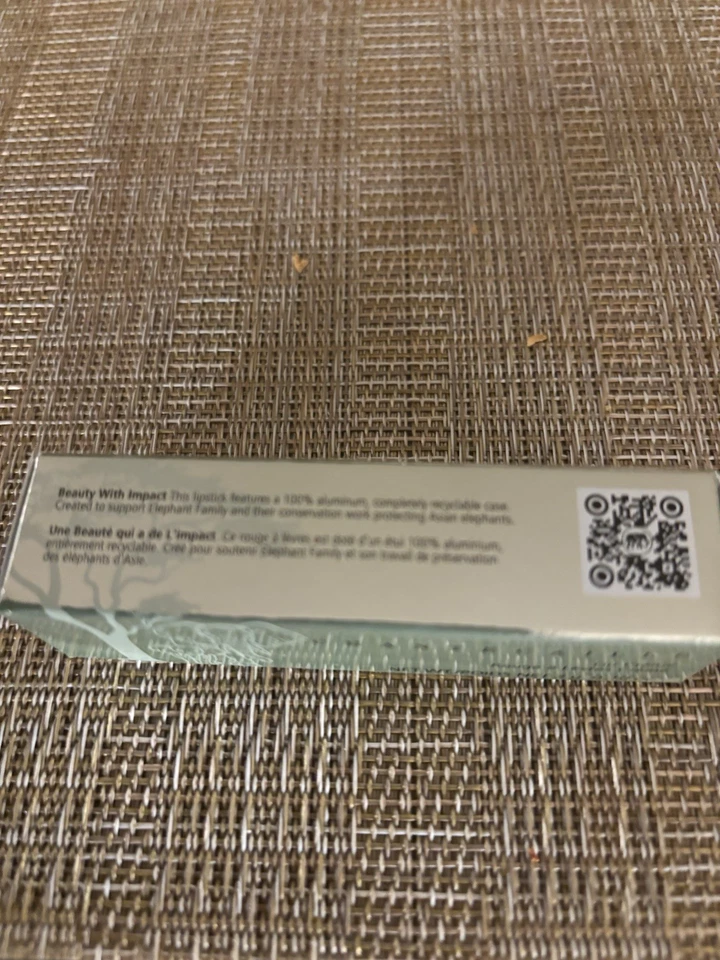 Beauty With Impact This lipstick features a 100% aluminum, completely recyclable case.
Created to support Elephant Family and their conservation work protecting Asian elephants.
Une Beauté qui a de L'impact Ce rouge à lèvres est doté d'un étui 100% aluminium,
entièrement recyclable. Créé pour soutenir Elephant Family et son travail de préservation
des éléphants d'Asie.